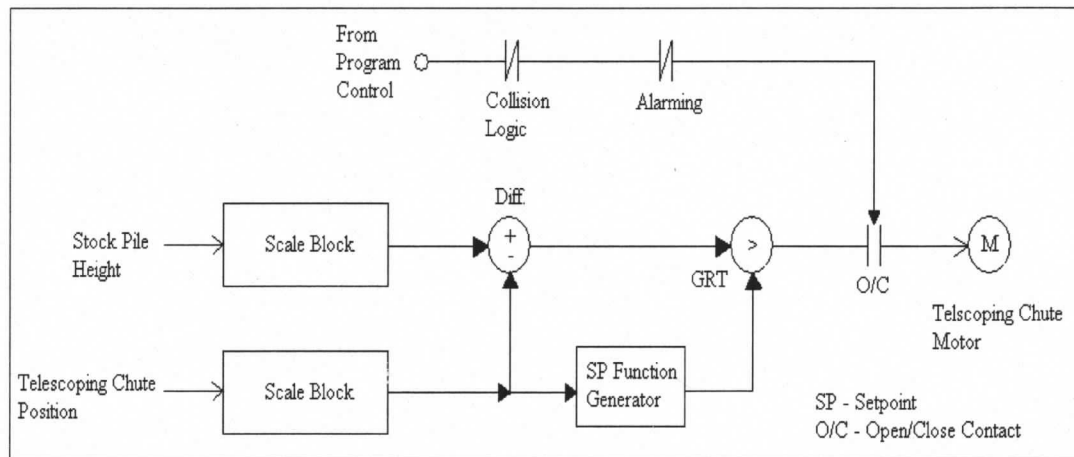 From
Program
Control
Collision
Logic
Alarming
Diff.
+
-
Stock Pile
Height
Scale Block
>
GRT
O/C
M
Telscoping Chute
Motor
Telescoping Chute
Position
Scale Block
SP Function
Generator
SP - Setpoint
O/C - Open/Close Contact